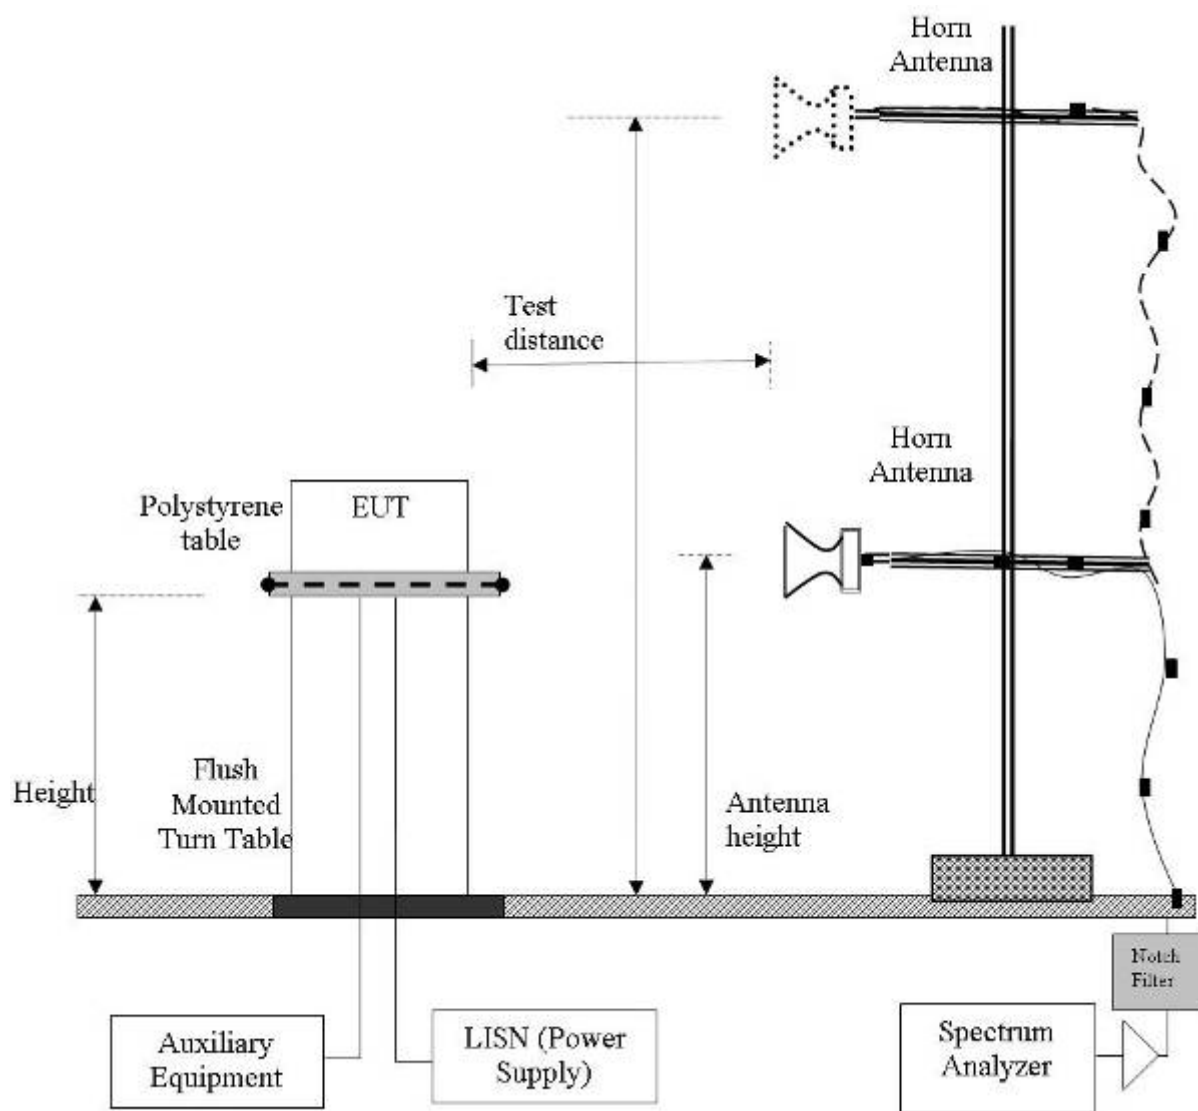 Horn
Antenna
Test
distance
Horn
Antenna
Polystyrene
table
EUT
Height
Flush
Mounted
Turn Table
Antenna
height
Notch
Filter
Auxiliary
Equipment
LISN (Power
Supply)
Spectrum
Analyzer